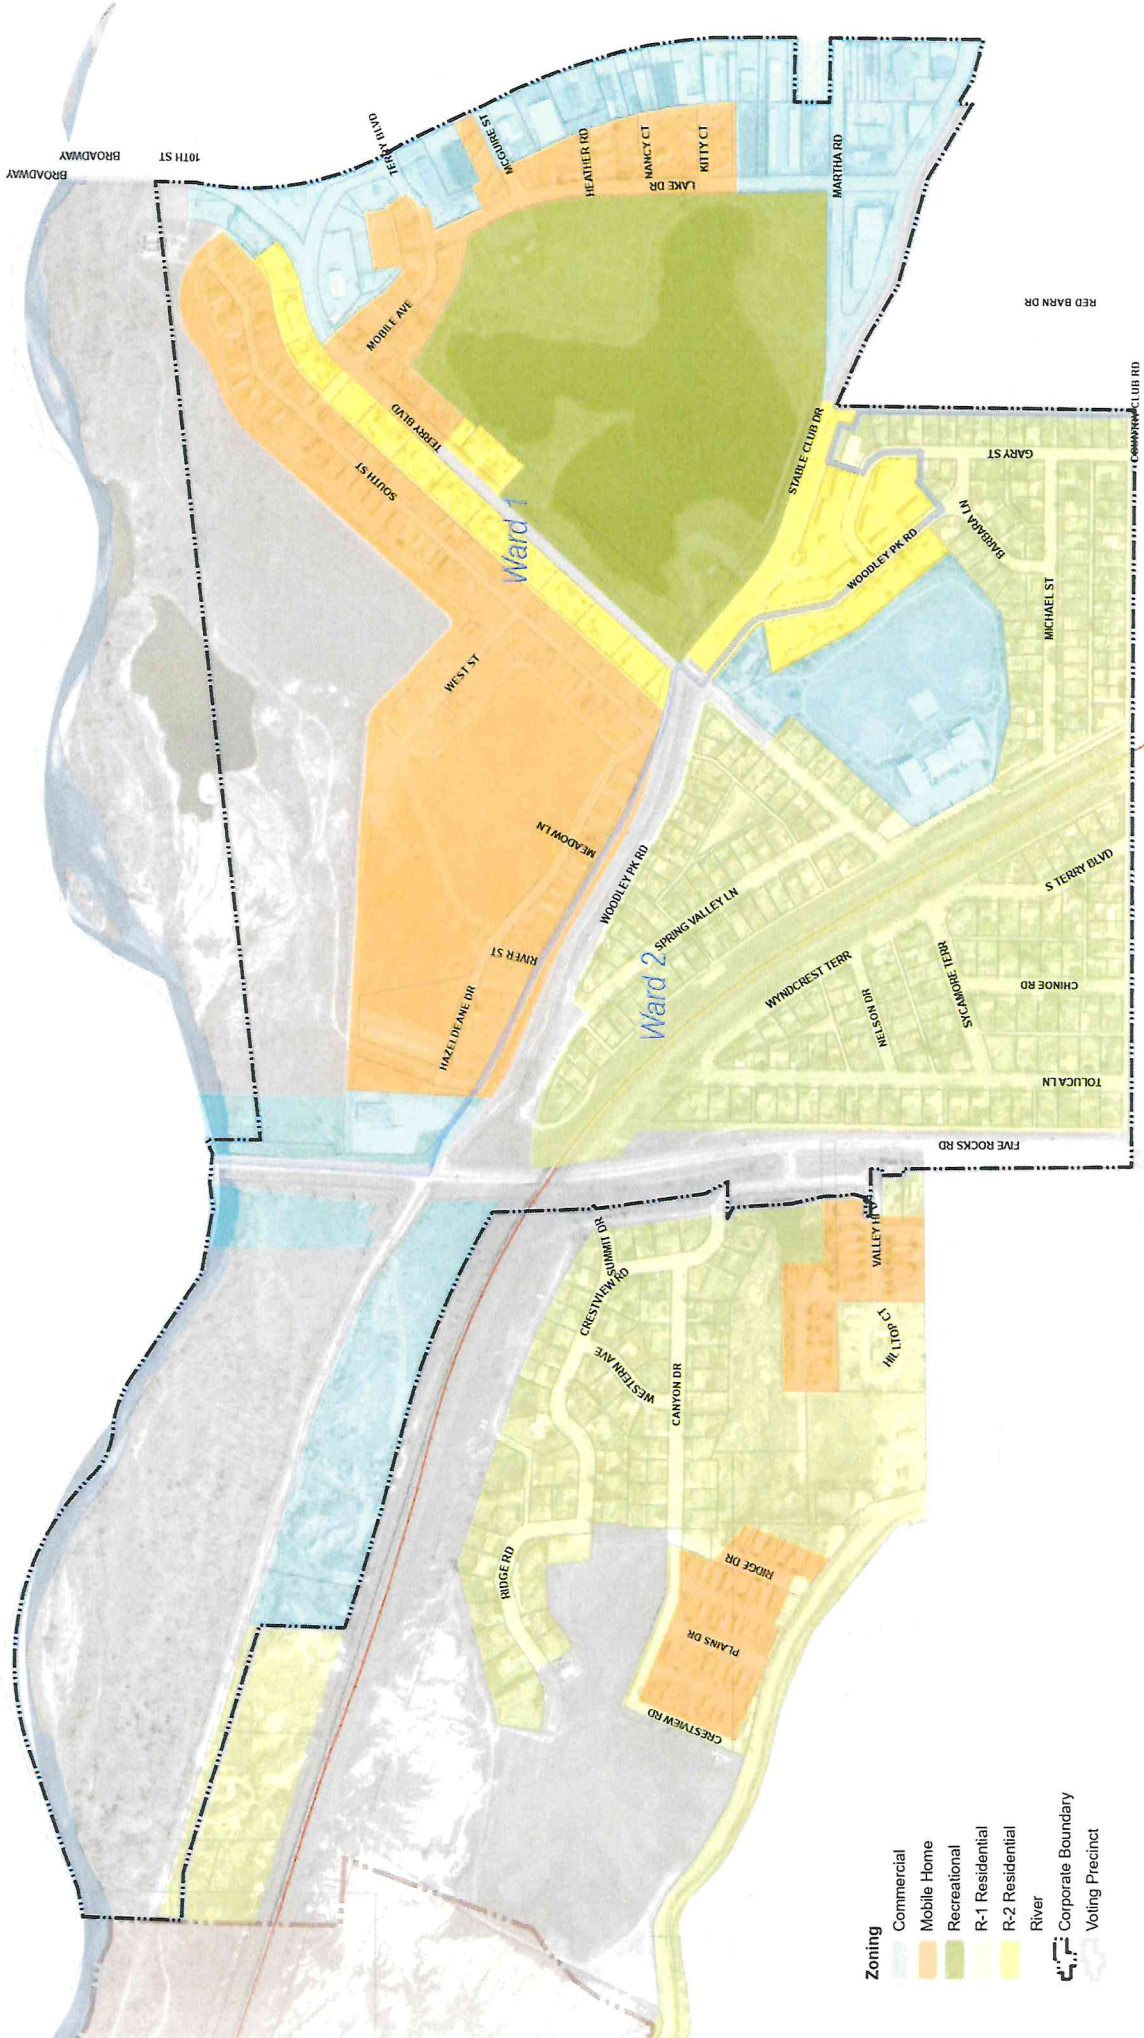 BROADWAY
BROADWAY
10TH ST
TERRY BLVD
MCGUIRE ST
HEATHER RD
NANCY CT
KITTY CT
LAKE DR
MARTHA RD
RED BARN DR
MOBILE AVE
TERRY BLVD
SOUTH ST
Ward 1
WEST ST
STABLE CLUB DR
COUNTRY CLUB RD
GARY ST
BARBARA LN
WOODLEY PK RD
MICHAEL ST
MEADOW LN
WOODLEY PK RD
RIVER ST
HAZELDEANE DR
SPRING VALLEY LN
Ward 2
S TERRY BLVD
WYNDCREST TERR
NELSON DR
SYCAMORE TERR
CHINOE RD
TOLUCA LN
FIVE ROCKS RD
SUMMIT DR
CRESTVIEW RD
WESTERN AVE
CANYON DR
HILLTOP CT
RIDGE RD
RIDGE DR
PLAINS DR
CRESTVIEW RD
Zoning
Commercial
Mobile Home
Recreational
R-1 Residential
R-2 Residential
River
Corporate Boundary
Voting Precinct